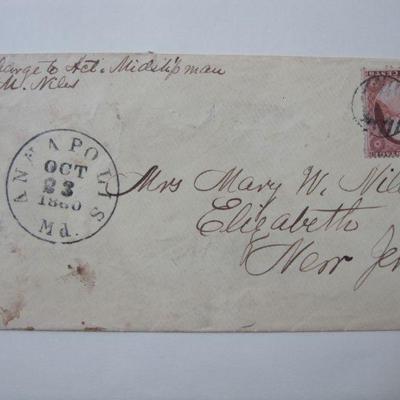 Charge to Act. Midshipman
M. Niles
ANNAPOLIS
OCT
23
1860
Md.
Mrs Mary W. Nil
Elizabeth
New Jer